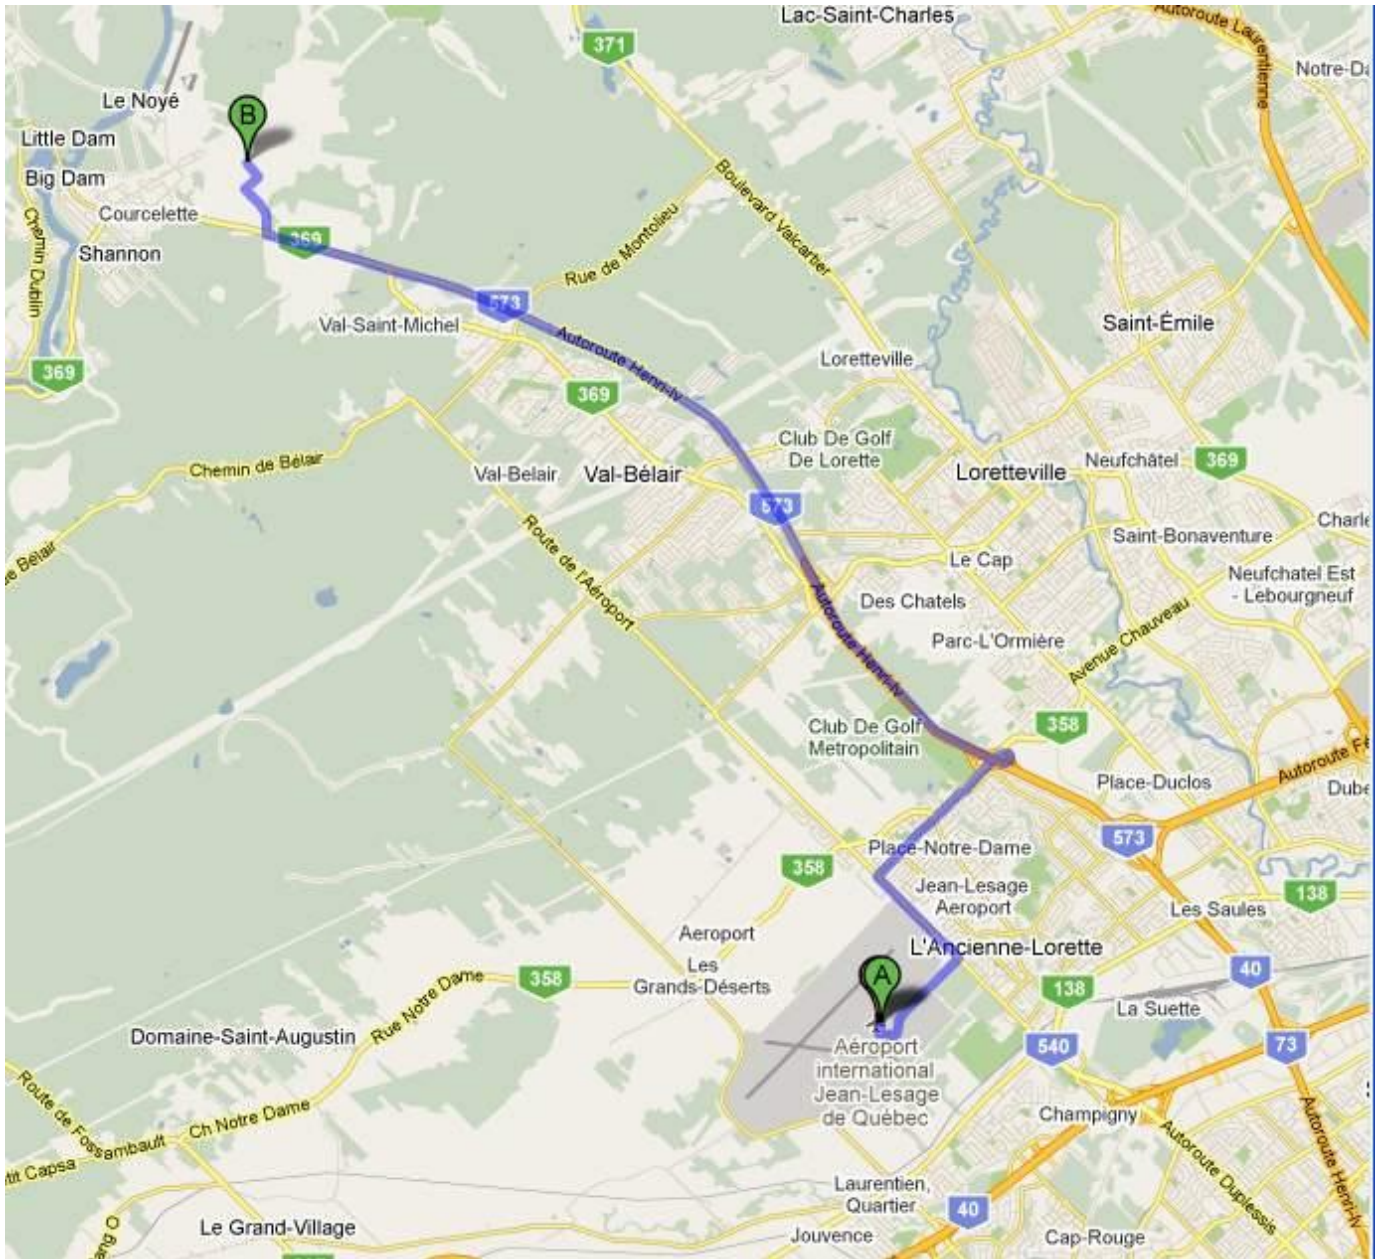 Lac-Saint-Charles
Autoroute Laurentienne
371
Notre-Da
Le Noyé
B
Little Dam
Big Dam
Courcelette
Chemin Dublin
Shannon
369
Boulevard Valcartier
Rue de Montolieu
573
Val-Saint-Michel
Saint-Émile
Autoroute Henri-Iv
Loretteville
369
369
Club De Golf
De Lorette
Chemin de Bélair
Val-Belair
Val-Bélair
Loretteville
Neufchâtel
369
573
Route de l'Aéroport
Charle
Saint-Bonaventure
e Bélair
Le Cap
Neufchatel Est
- Lebourgneuf
Des Chatels
Autoroute Henri-Iv
Parc-L'Ormière
Avenue Chauveau
Club De Golf
Metropolitain
358
Autoroute Fé
Place-Duclos
Dube
573
Place-Notre-Dame
358
Jean-Lesage
Aeroport
138
Les Saules
Aeroport
L'Ancienne-Lorette
Les
Grands-Déserts
358
Rue Notre Dame
A
40
138
La Suette
Domaine-Saint-Augustin
Aéroport
international
Jean-Lesage
de Québec
540
73
Route de Fossambault
Ch Notre Dame
Champigny
tit Capsa
Autoroute Duplessis
Autoroute Henri-Iv
Laurentien,
Quartier
40
Le Grand-Village
Jouvence
Cap-Rouge